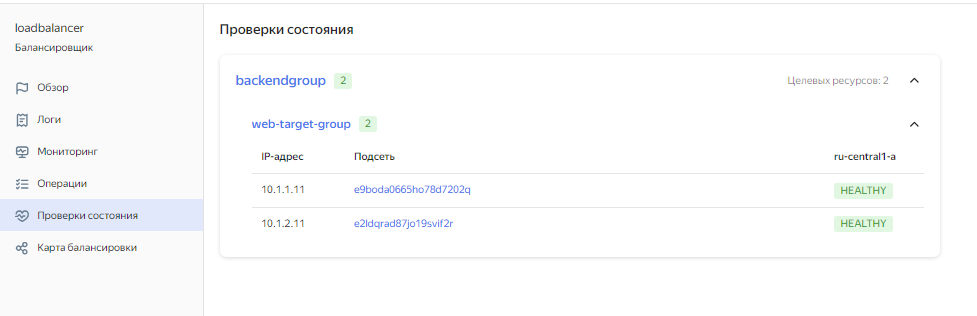 loadbalancer
Балансировщик
Обзор
Логи
Мониторинг
Операции
Проверки состояния
Карта балансировки
Проверки состояния
backendgroup 2 Целевых ресурсов: 2
web-target-group 2
IP-адрес Подсеть ru-central1-a
10.1.1.11 e9boda0665ho78d7202q HEALTHY
10.1.2.11 e2ldqrad87jo19svif2r HEALTHY